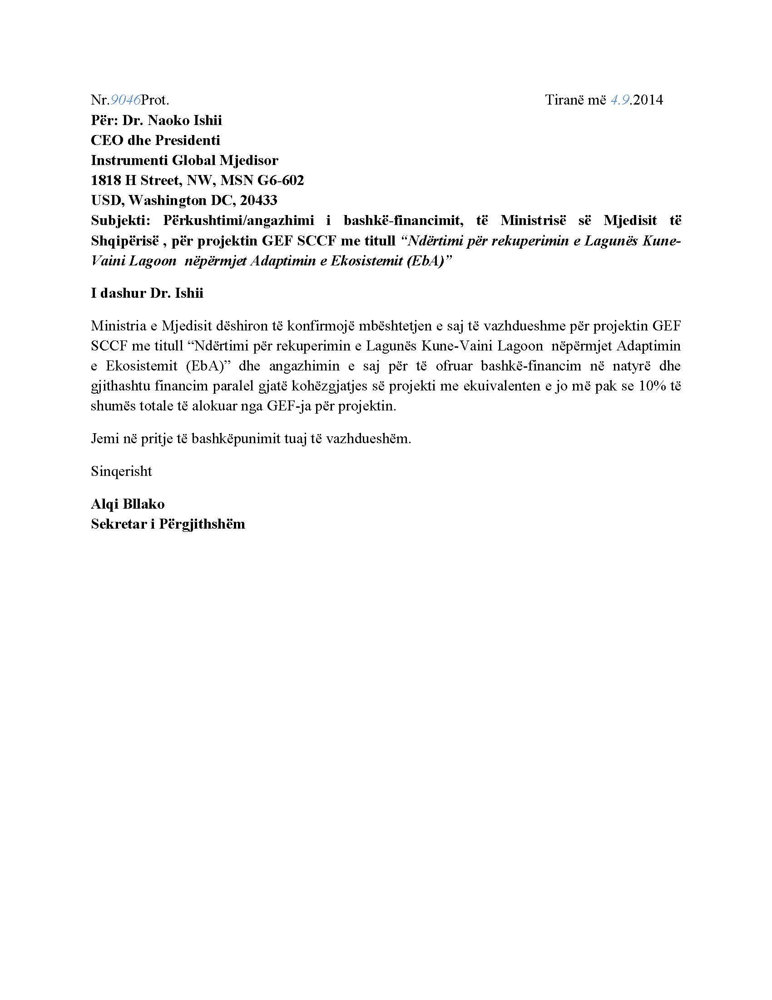 Nr.9046Prot. Tiranë më 4.9.2014
Për: Dr. Naoko Ishii
CEO dhe Presidenti
Instrumenti Global Mjedisor
1818 H Street, NW, MSN G6-602
USD, Washington DC, 20433
Subjekti: Përkushtimi/angazhimi i bashkë-financimit, të Ministrisë së Mjedisit të
Shqipërisë , për projektin GEF SCCF me titull “Ndërtimi për rekuperimin e Lagunës Kune-
Vaini Lagoon nëpërmjet Adaptimin e Ekosistemit (EbA)”
I dashur Dr. Ishii
Ministria e Mjedisit dëshiron të konfirmojë mbështetjen e saj të vazhdueshme për projektin GEF
SCCF me titull “Ndërtimi për rekuperimin e Lagunës Kune-Vaini Lagoon nëpërmjet Adaptimin
e Ekosistemit (EbA)” dhe angazhimin e saj për të ofruar bashkë-financim në natyrë dhe
gjithashtu financim paralel gjatë kohëzgjatjes së projekti me ekuivalenten e jo më pak se 10% të
shumës totale të alokuar nga GEF-ja për projektin.
Jemi në pritje të bashkëpunimit tuaj të vazhdueshëm.
Sinqerisht
Alqi Bllako
Sekretar i Përgjithshëm